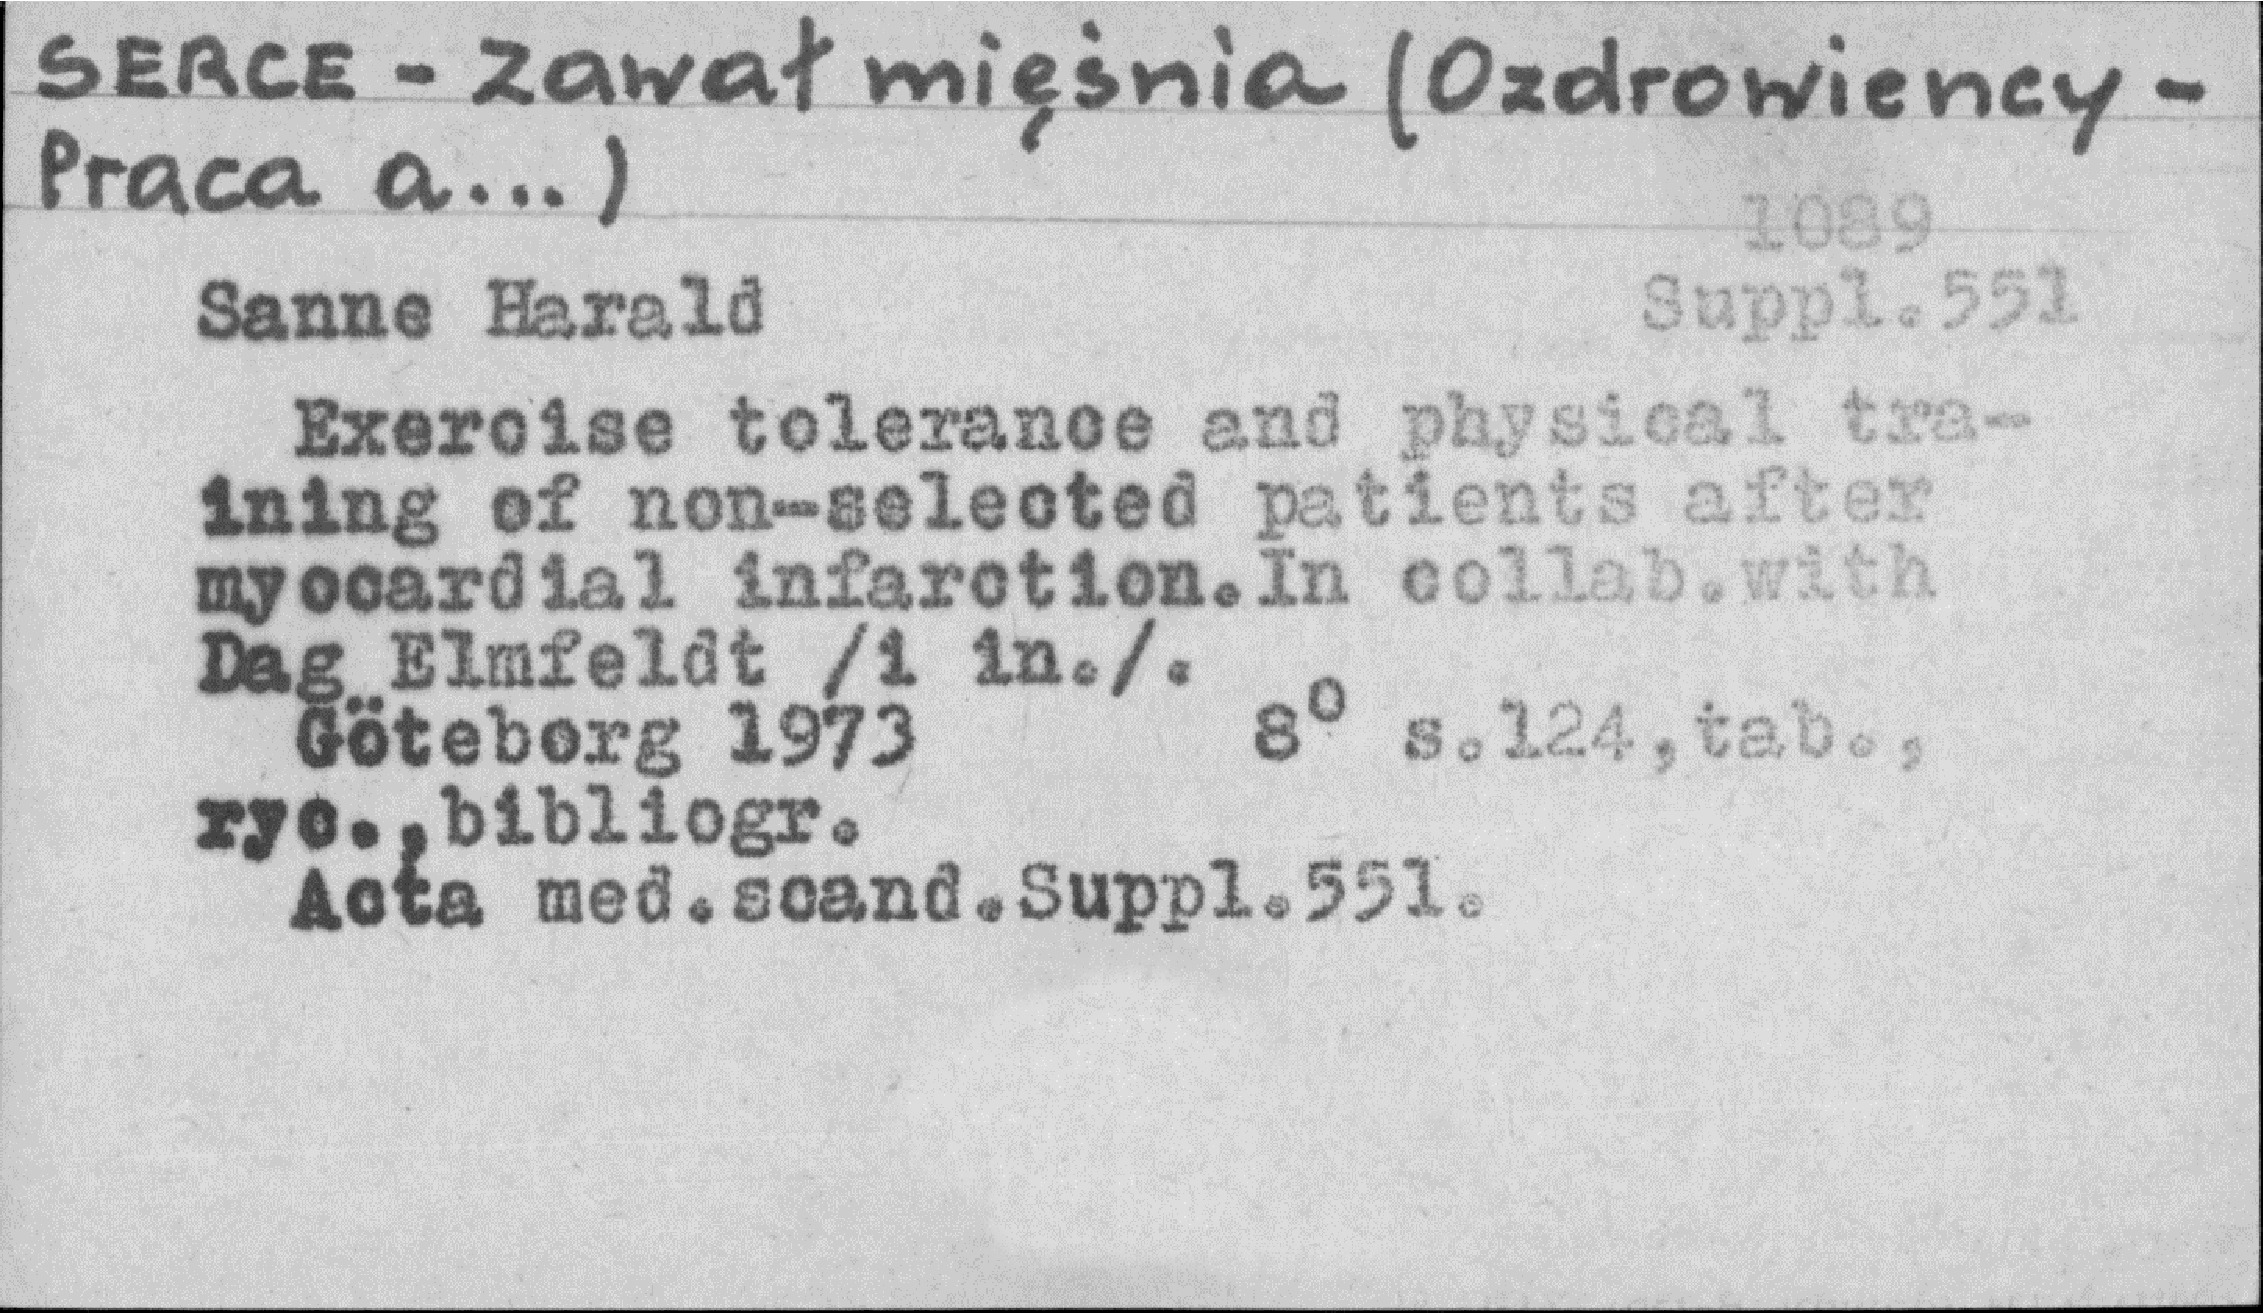 SERCE - zawał mięśnia (Ozdrowieńcy -
Praca a...)
1089
Sanne Harald Suppl.551
Exercise tolerance and physical tra-
ining of non-selected patients after
myocardial infarction.In collab.with
Dag Elmfeldt /i in./.
Göteborg 1973 8° s.124,tab.,
ryc.,bibliogr.
Acta med.scand.Suppl.551.